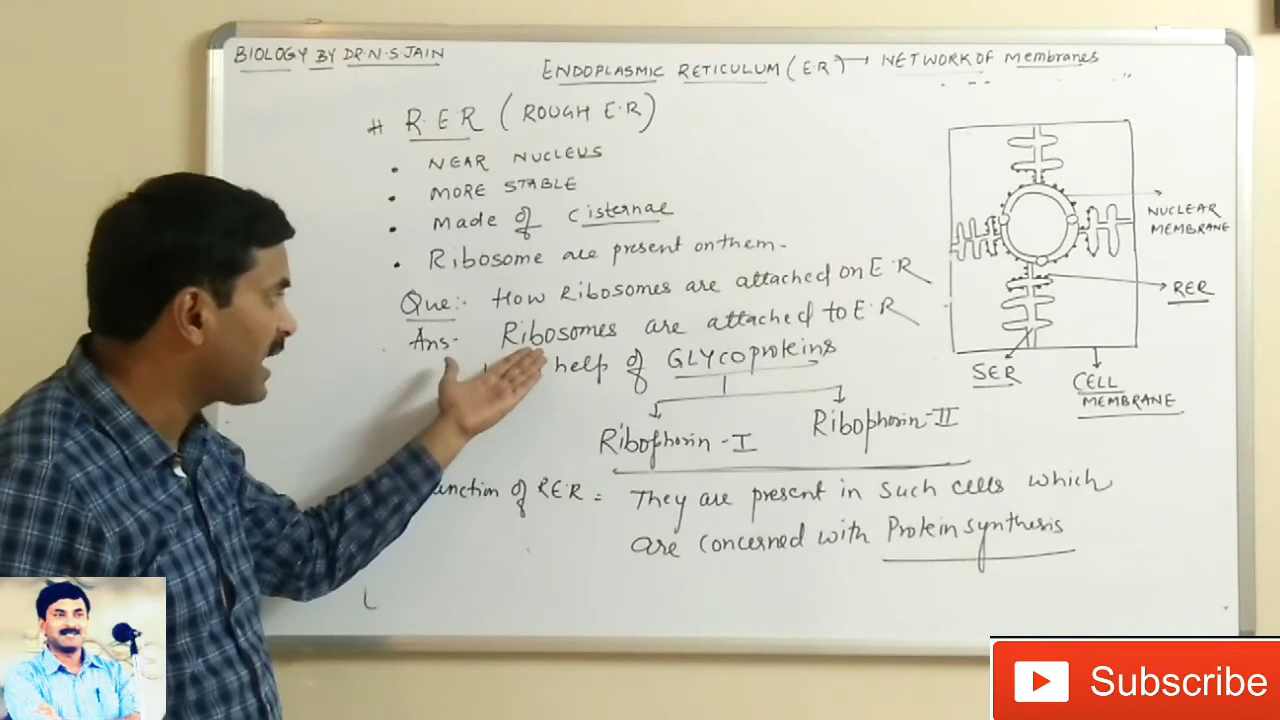 BIOLOGY BY DR.N.S.JAIN
ENDOPLASMIC RETICULUM (E.R) → NETWORK OF Membranes
# R.E.R (ROUGH E.R)
• NEAR NUCLEUS
• MORE STABLE
• Made of Cisternae
• Ribosome are present on them.
Que:- How Ribosomes are attached on E.R
Ans- Ribosomes are attached to E.R
help of GLYCOproteins
Ribophorin-I Ribophorin-II
unction of R.E.R = They are present in such cells which
are concerned with Protein synthesis
NUCLEAR
MEMBRANE
RER
SER
CELL
MEMBRANE
Subscribe